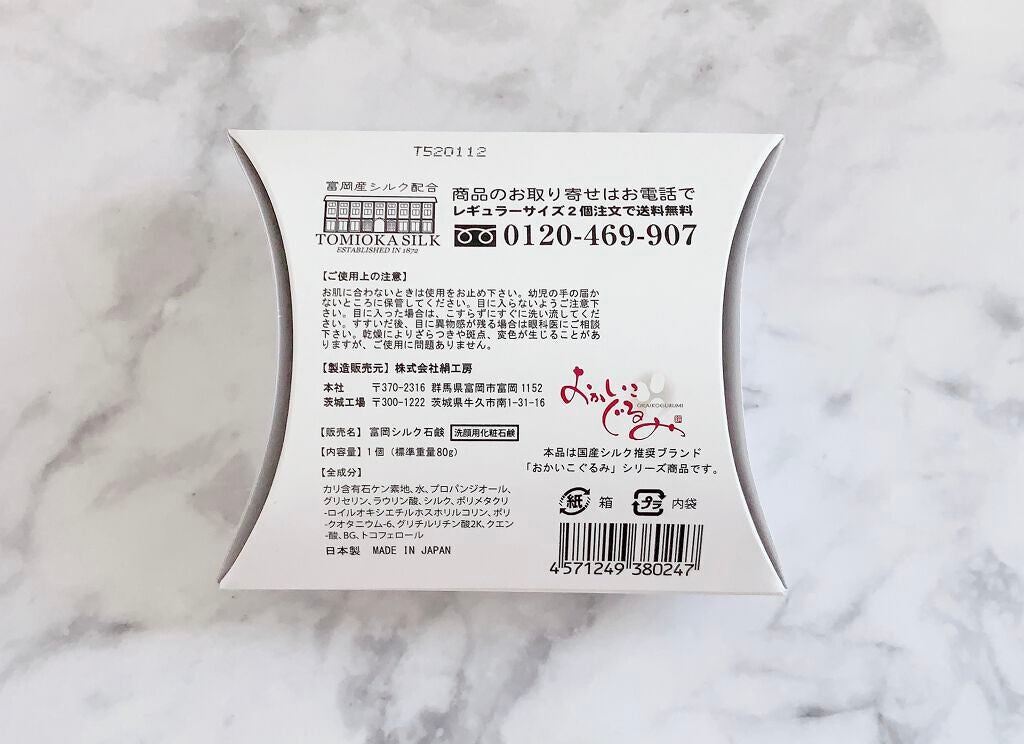 T520112
富岡産シルク配合
TOMIOKA SILK
ESTABLISHED IN 1872
商品のお取り寄せはお電話で
レギュラーサイズ2個注文で送料無料
0120-469-907
【ご使用上の注意】
お肌に合わないときは使用をお止め下さい。幼児の手の届か
ないところに保管してください。目に入らないようご注意下
さい。目に入った場合は、こすらずにすぐに洗い流してくだ
さい。すすいだ後、目に異物感が残る場合は眼科医にご相談
下さい。乾燥によりざらつきや斑点、変色が生じることがあ
りますが、ご使用に問題ありません。
【製造販売元】株式会社絹工房
本社 〒370-2316 群馬県富岡市富岡1152
茨城工場 〒300-1222 茨城県牛久市南1-31-16
おかいこ
ぐるみ
OKAIKOGURUMI
【販売名】富岡シルク石鹸 洗顔用化粧石鹸
【内容量】1個(標準重量80g)
【全成分】
カリ含有石ケン素地、水、プロパンジオール、
グリセリン、ラウリン酸、シルク、ポリメタクリ
-ロイルオキシエチルホスホリルコリン、ポリ
-クオタニウム-6、グリチルリチン酸2K、クエン
-酸、BG、トコフェロール
日本製 MADE IN JAPAN
本品は国産シルク推奨ブランド
「おかいこぐるみ」シリーズ商品です。
紙 箱 プラ 内袋
4571249 380247